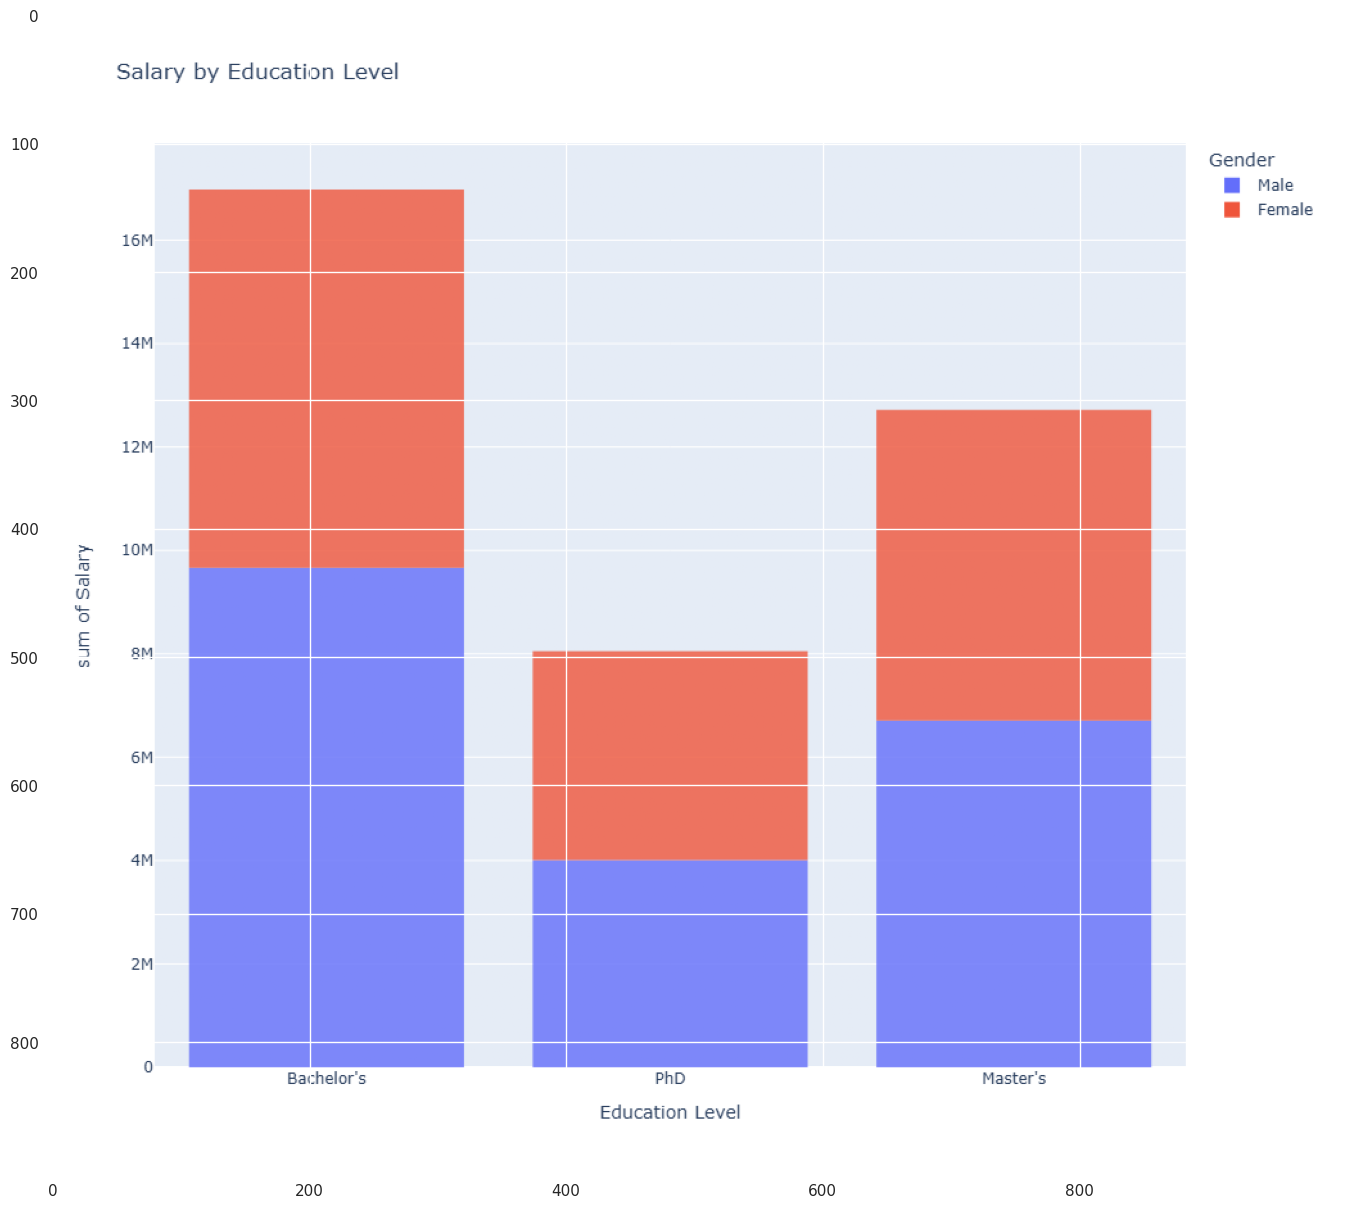 0
Salary by Education Level
100
Gender
Male
Female
16M
200
14M
300
12M
400
10M
sum of Salary
500
8M
6M
600
4M
700
2M
800
0
Bachelor's
PhD
Master's
Education Level
0
200
400
600
800